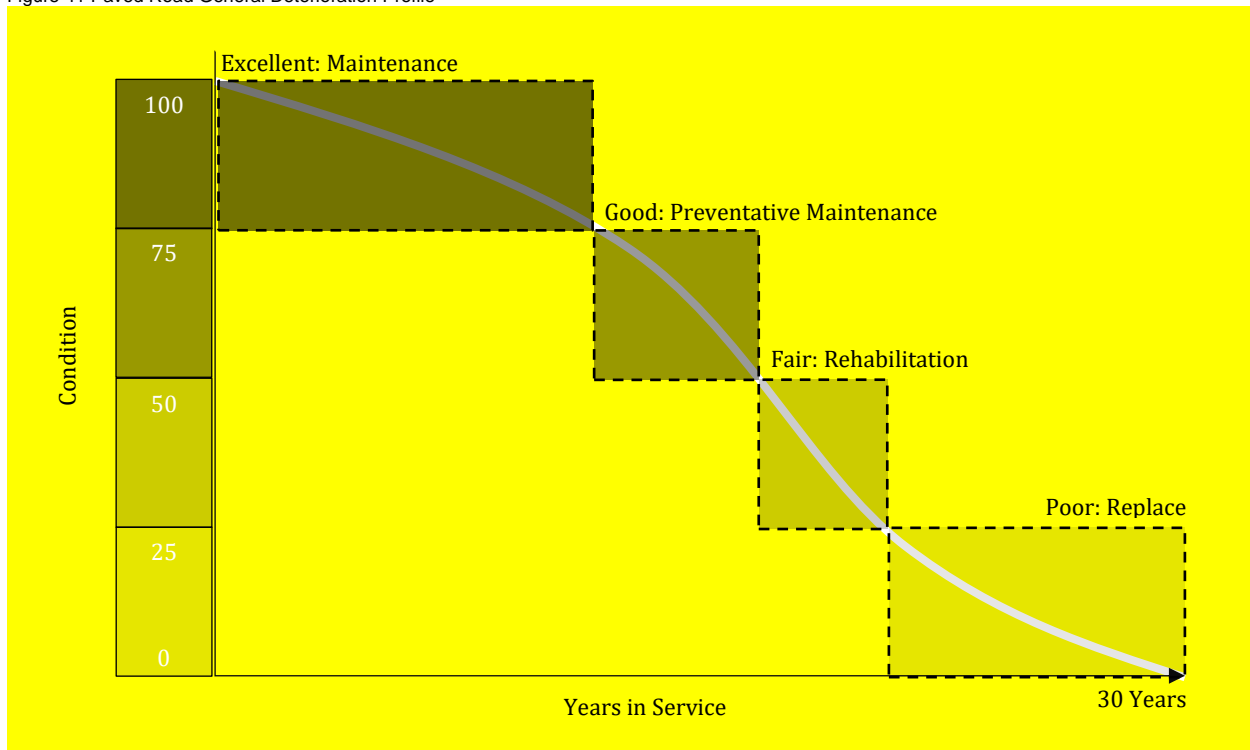 Figure 41: Paved Road General Deterioration Profile
Excellent: Maintenance
100
Good: Preventative Maintenance
75
Fair: Rehabilitation
Condition
50
Poor: Replace
25
0
30 Years
Years in Service